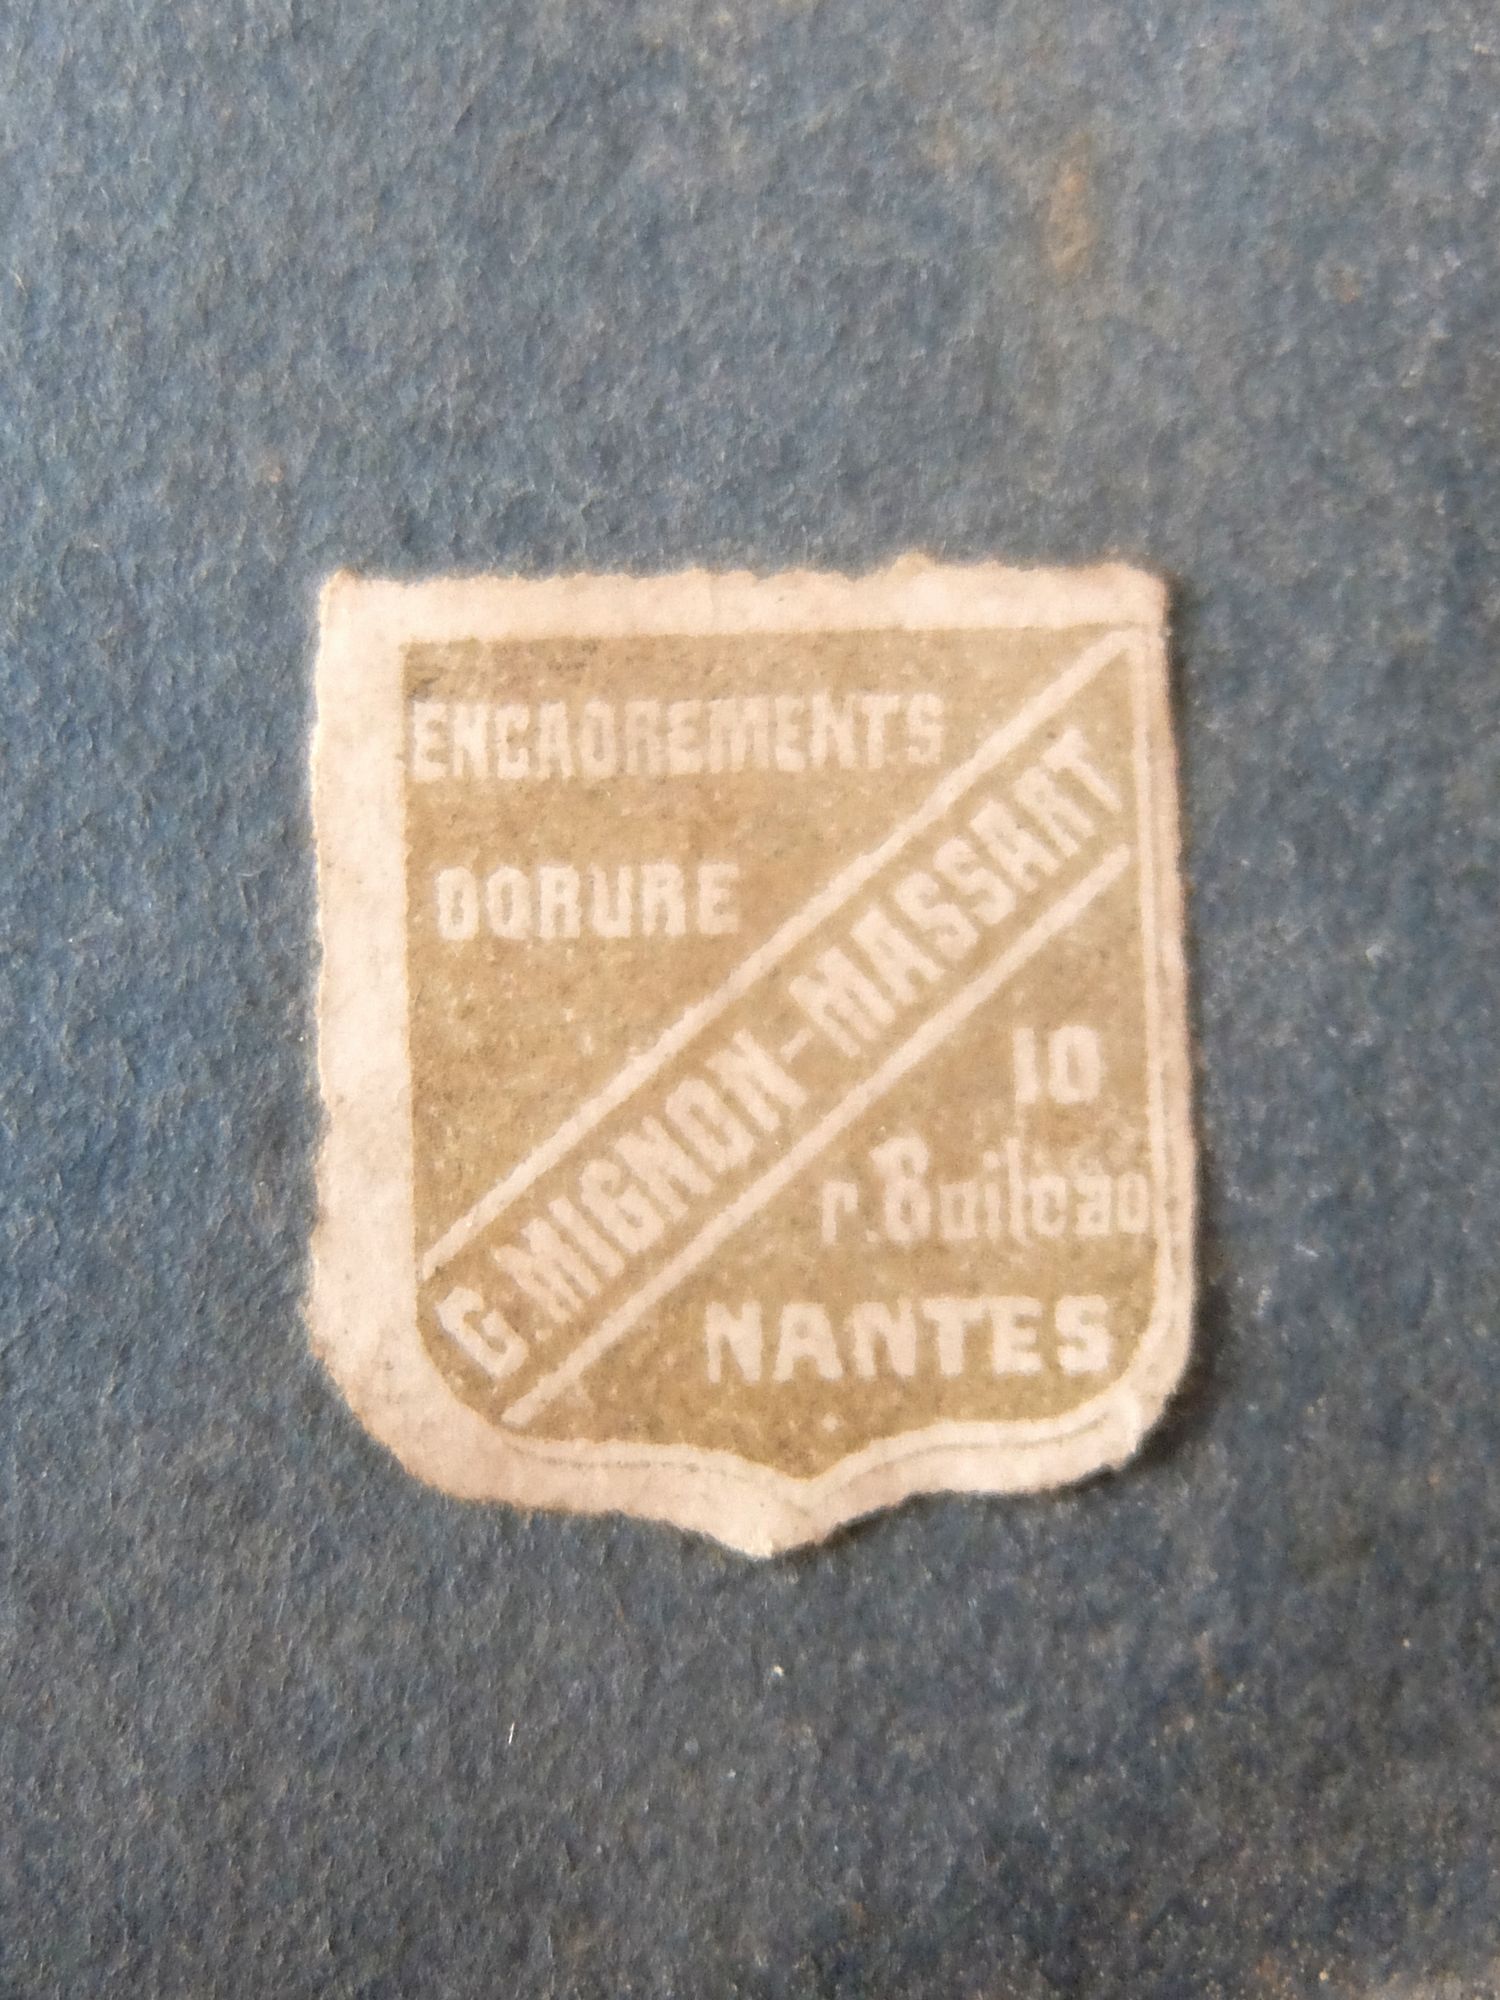 ENCADREMENTS
DORURE
G. MIGNON-MASSART
10
r. Boileau
NANTES